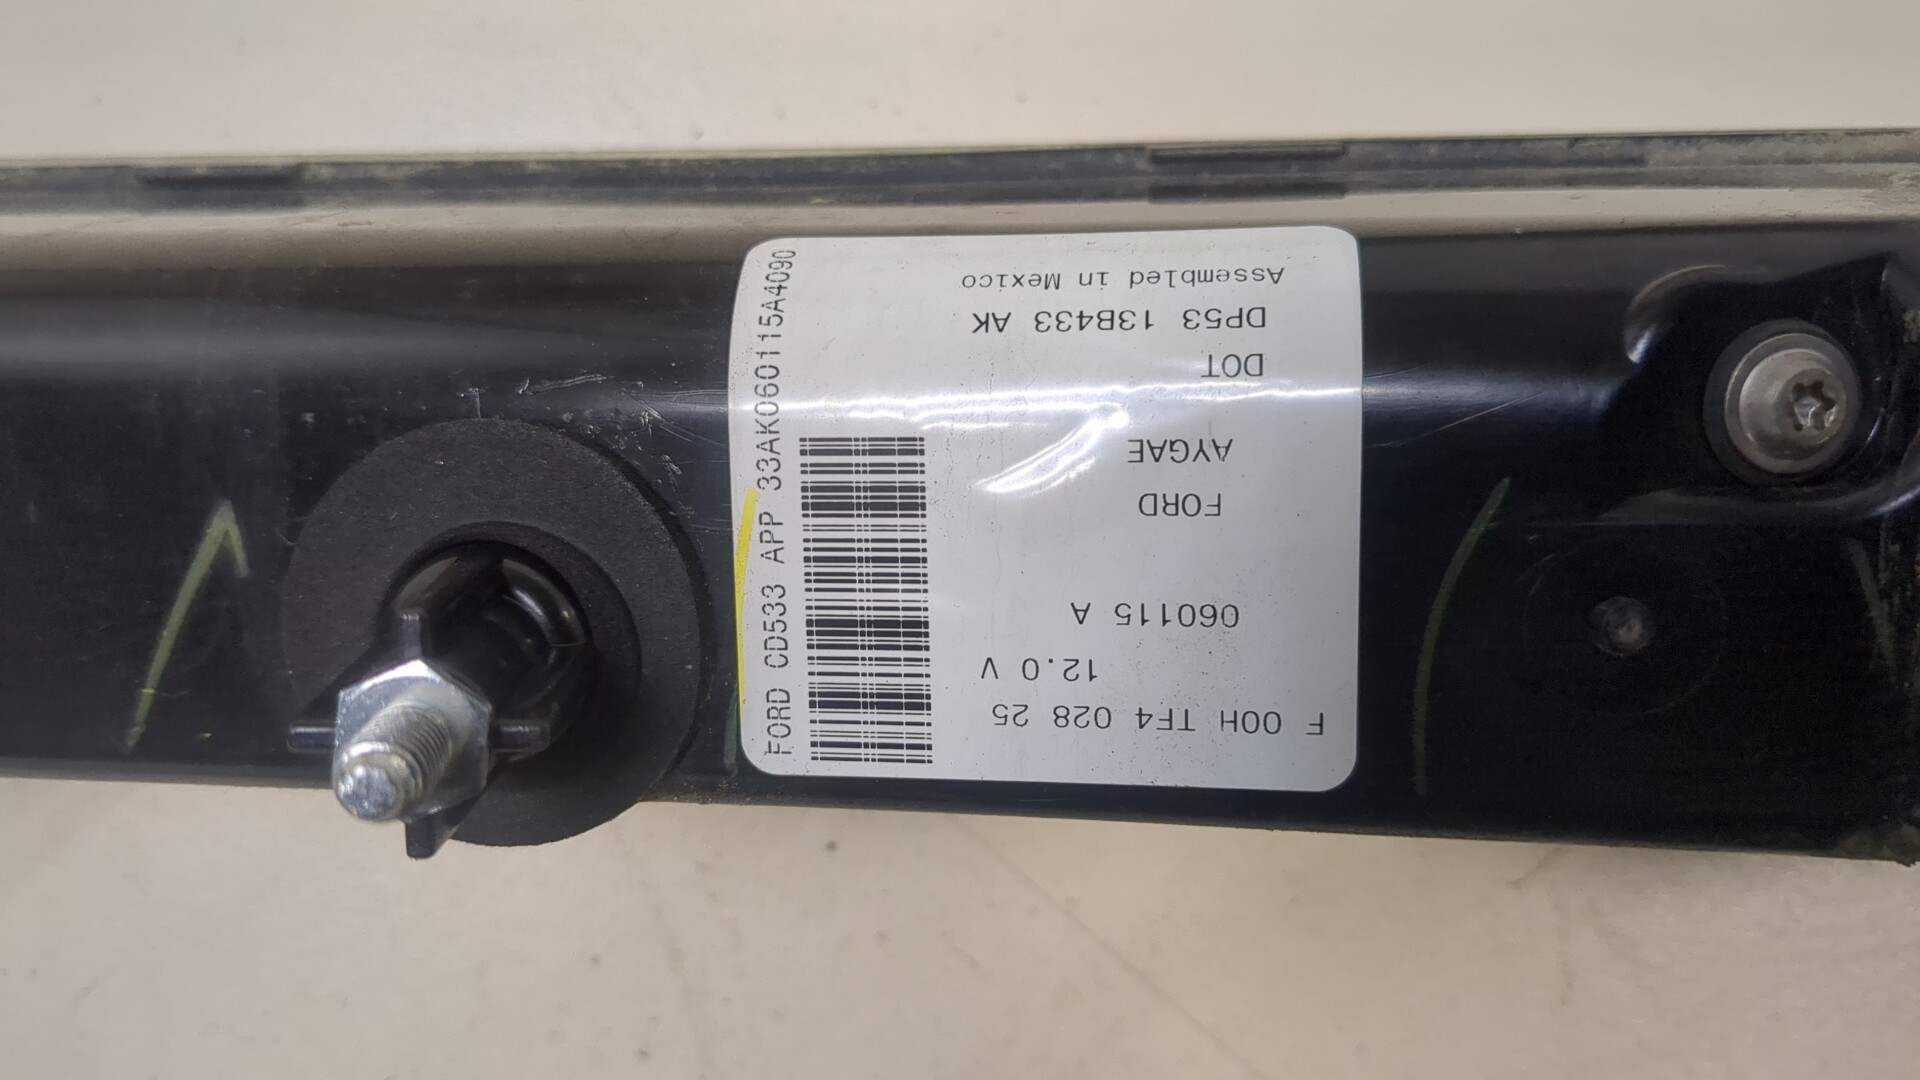 F 00H TF4 028 25
12.0 V
060115 A
FORD
AYGAE
DOT
DP53 13B433 AK
Assembled in Mexico
FORD CD533 APP 33AK060115A4090